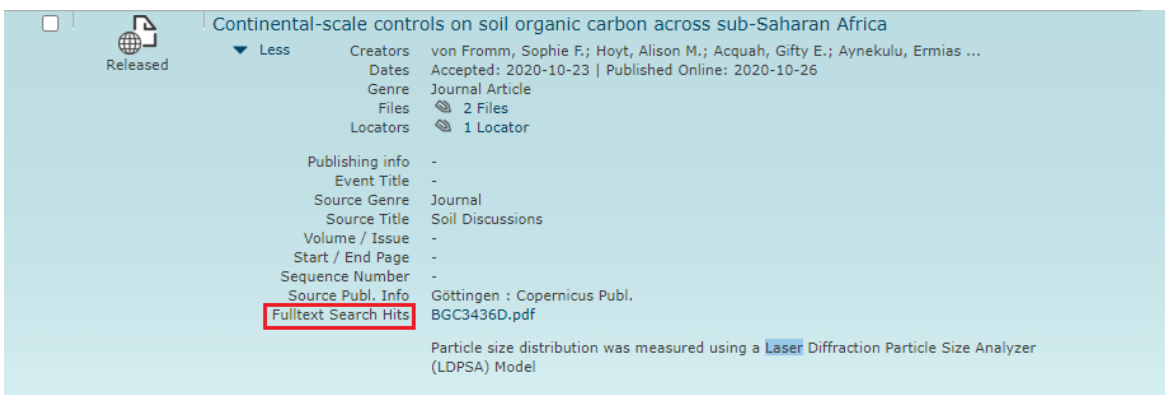 Continental-scale controls on soil organic carbon across sub-Saharan Africa
Released
Less
Creators von Fromm, Sophie F.; Hoyt, Alison M.; Acquah, Gifty E.; Aynekulu, Ermias ...
Dates Accepted: 2020-10-23 | Published Online: 2020-10-26
Genre Journal Article
Files 2 Files
Locators 1 Locator
Publishing info -
Event Title -
Source Genre Journal
Source Title Soil Discussions
Volume / Issue -
Start / End Page -
Sequence Number -
Source Publ. Info Göttingen : Copernicus Publ.
Fulltext Search Hits BGC3436D.pdf
Particle size distribution was measured using a Laser Diffraction Particle Size Analyzer
(LDPSA) Model